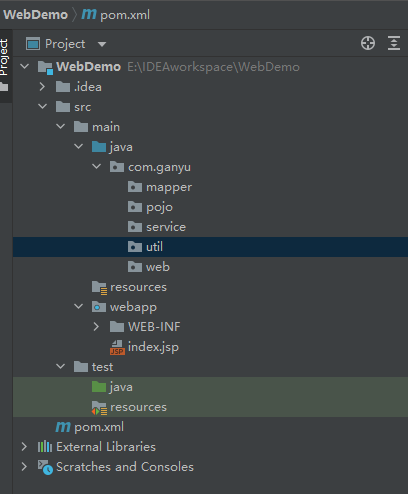 WebDemo pom.xml
Project
Project
WebDemo E:\IDEAworkspace\WebDemo
.idea
src
main
java
com.ganyu
mapper
pojo
service
util
web
resources
webapp
WEB-INF
JSP index.jsp
test
java
resources
pom.xml
External Libraries
Scratches and Consoles